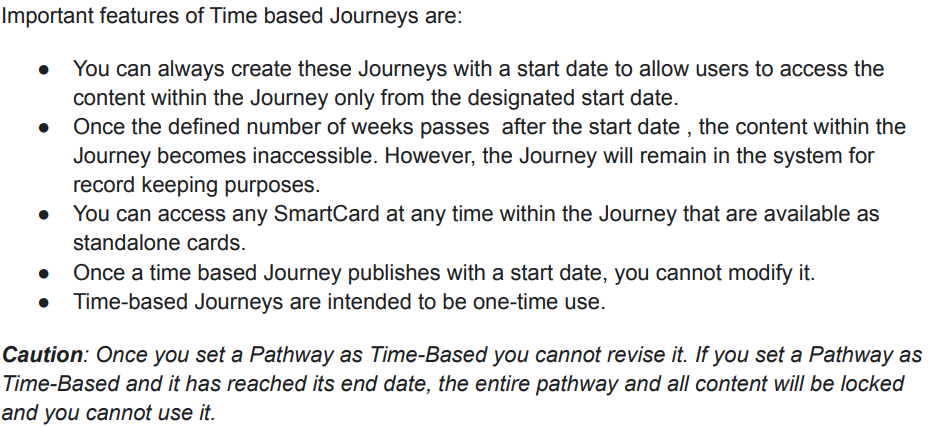 Important features of Time based Journeys are:
● You can always create these Journeys with a start date to allow users to access the
content within the Journey only from the designated start date.
● Once the defined number of weeks passes  after the start date , the content within the
Journey becomes inaccessible. However, the Journey will remain in the system for
record keeping purposes.
● You can access any SmartCard at any time within the Journey that are available as
standalone cards.
● Once a time based Journey publishes with a start date, you cannot modify it.
● Time-based Journeys are intended to be one-time use.
Caution: Once you set a Pathway as Time-Based you cannot revise it. If you set a Pathway as
Time-Based and it has reached its end date, the entire pathway and all content will be locked
and you cannot use it.